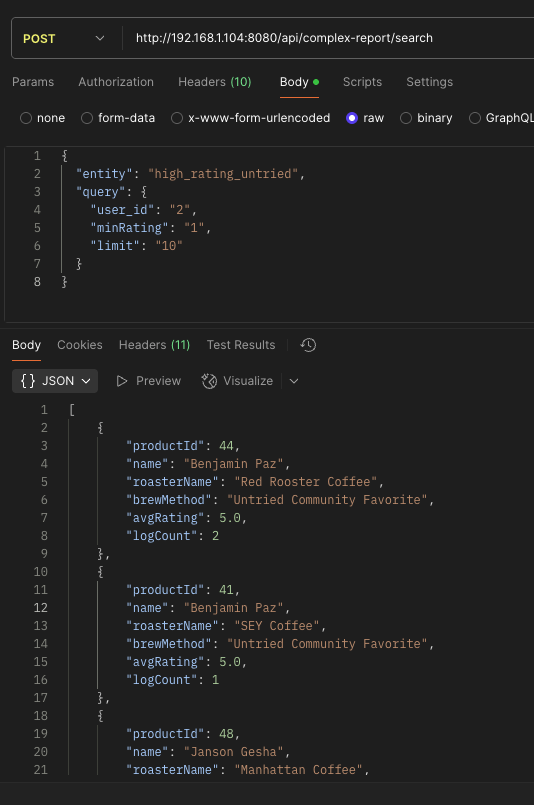 POST http://192.168.1.104:8080/api/complex-report/search
Params Authorization Headers (10) Body Scripts Settings
none form-data x-www-form-urlencoded raw binary GraphQL
1 {
2 "entity": "high_rating_untried",
3 "query": {
4 "user_id": "2",
5 "minRating": "1",
6 "limit": "10"
7 }
8 }
Body Cookies Headers (11) Test Results
{} JSON Preview Visualize
1 [
2 {
3 "productId": 44,
4 "name": "Benjamin Paz",
5 "roasterName": "Red Rooster Coffee",
6 "brewMethod": "Untried Community Favorite",
7 "avgRating": 5.0,
8 "logCount": 2
9 },
10 {
11 "productId": 41,
12 "name": "Benjamin Paz",
13 "roasterName": "SEY Coffee",
14 "brewMethod": "Untried Community Favorite",
15 "avgRating": 5.0,
16 "logCount": 1
17 },
18 {
19 "productId": 48,
20 "name": "Janson Gesha",
21 "roasterName": "Manhattan Coffee",